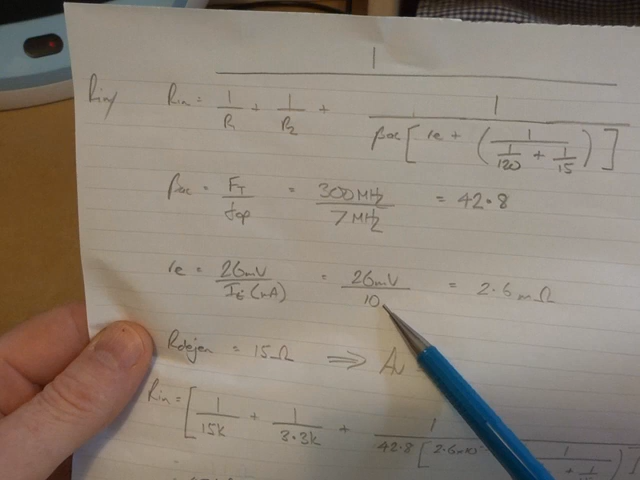 Rin/ Rin = 1 / 1/R1 + 1/R2 + 1/βac[re + (1/(1/120 + 1/15))]
βac = FT/fop = 300MHz/7MHz = 42.8
re = 26mV/IE(mA) = 26mV/10 = 2.6mΩ
Rdegen = 15Ω ⇒ Av
Rin = [1/15k + 1/3.3k + 1/42.8[2.6m